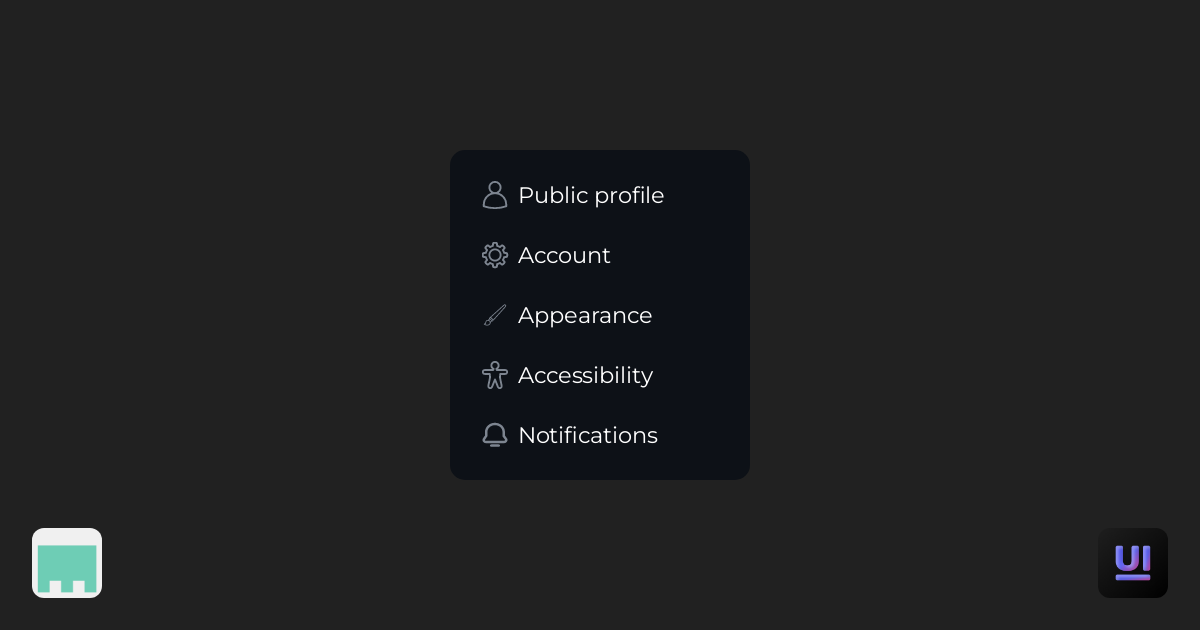 Public profile
Account
Appearance
Accessibility
Notifications
UI